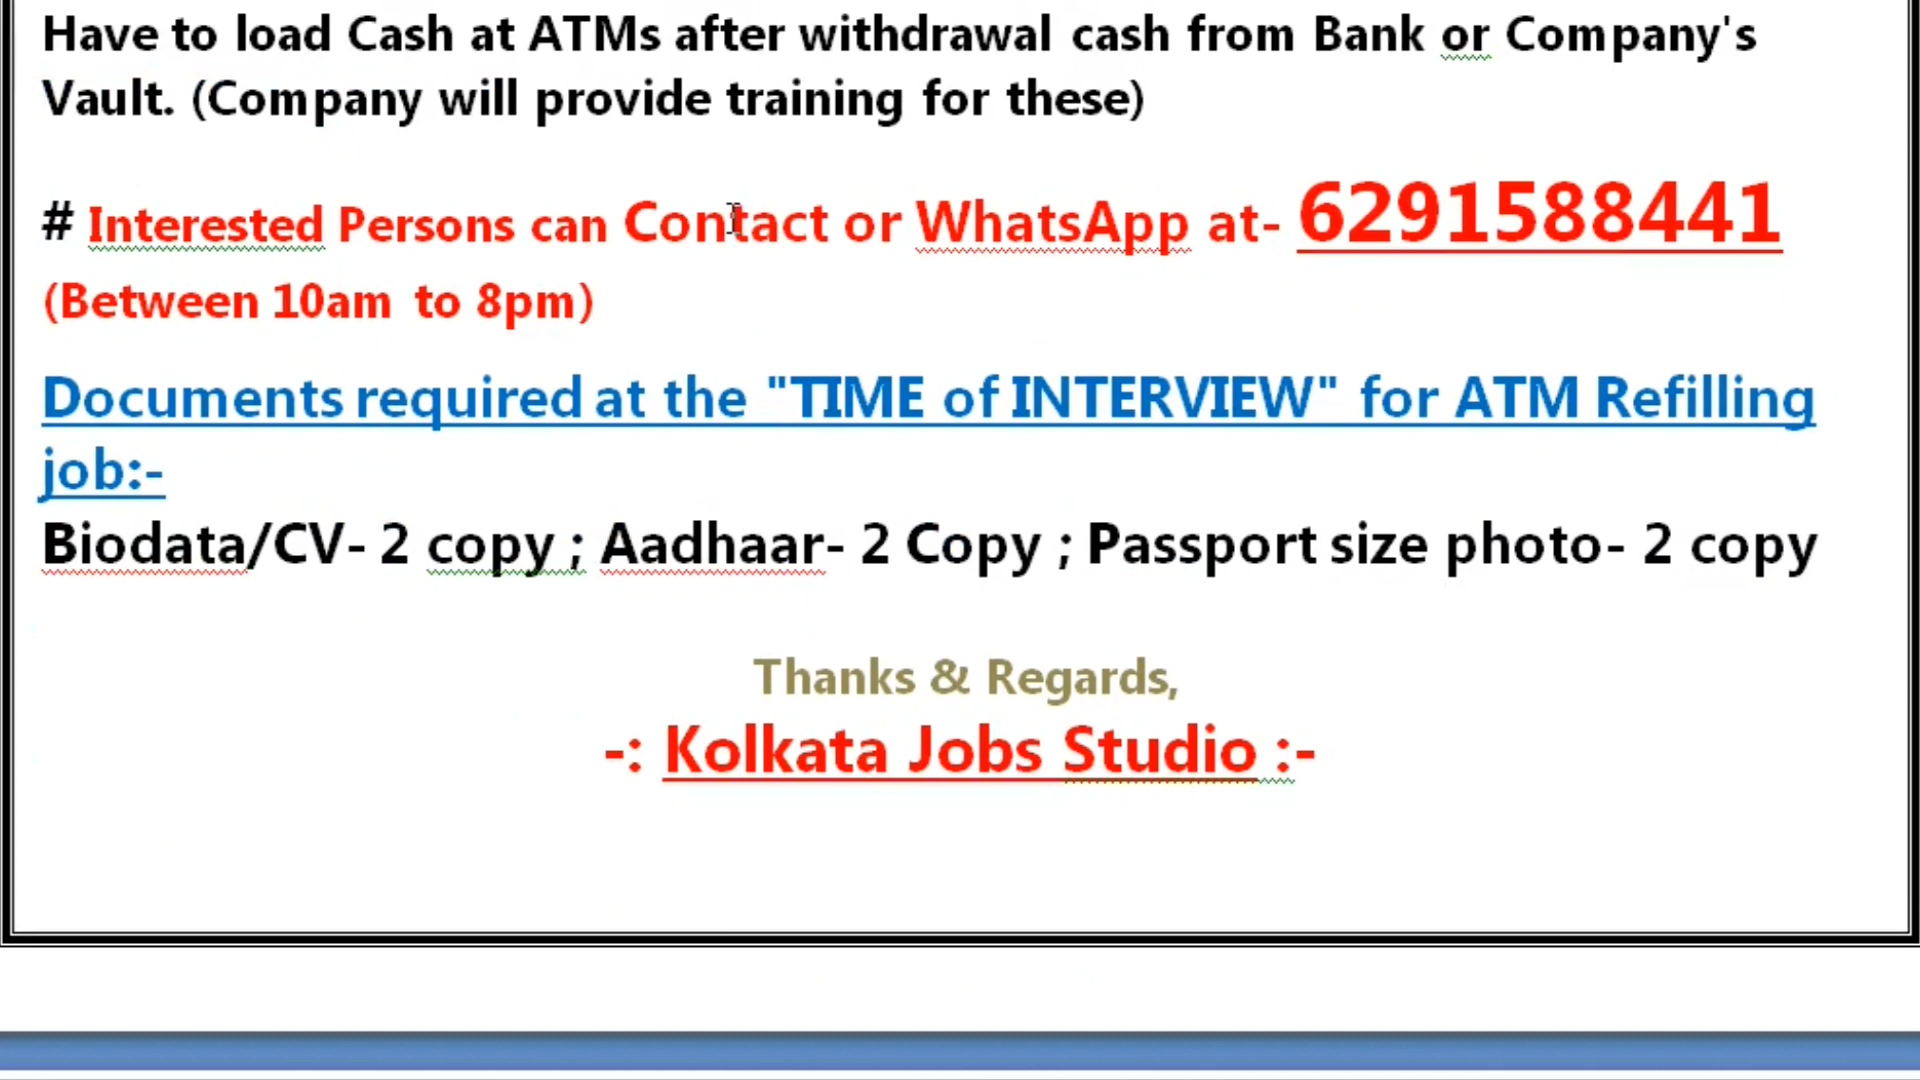 Have to load Cash at ATMs after withdrawal cash from Bank or Company's
Vault. (Company will provide training for these)
# Interested Persons can Contact or WhatsApp at- 6291588441
(Between 10am to 8pm)
Documents required at the "TIME of INTERVIEW" for ATM Refilling
job:-
Biodata/CV- 2 copy ; Aadhaar- 2 Copy ; Passport size photo- 2 copy
Thanks & Regards,
-: Kolkata Jobs Studio :-